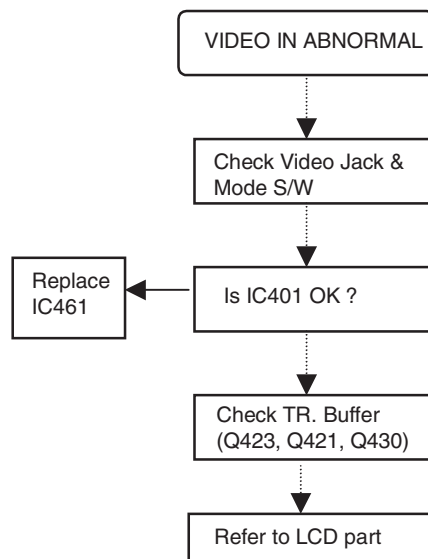 VIDEO IN ABNORMAL
Check Video Jack &
Mode S/W
Replace
IC461
Is IC401 OK ?
Check TR. Buffer
(Q423, Q421, Q430)
Refer to LCD part